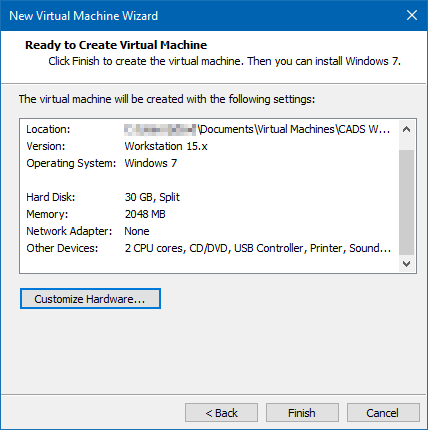 New Virtual Machine Wizard
Ready to Create Virtual Machine
Click Finish to create the virtual machine. Then you can install Windows 7.
The virtual machine will be created with the following settings:
Location: \Documents\Virtual Machines\CADS W...
Version: Workstation 15.x
Operating System: Windows 7
Hard Disk: 30 GB, Split
Memory: 2048 MB
Network Adapter: None
Other Devices: 2 CPU cores, CD/DVD, USB Controller, Printer, Sound...
Customize Hardware...
< Back Finish Cancel